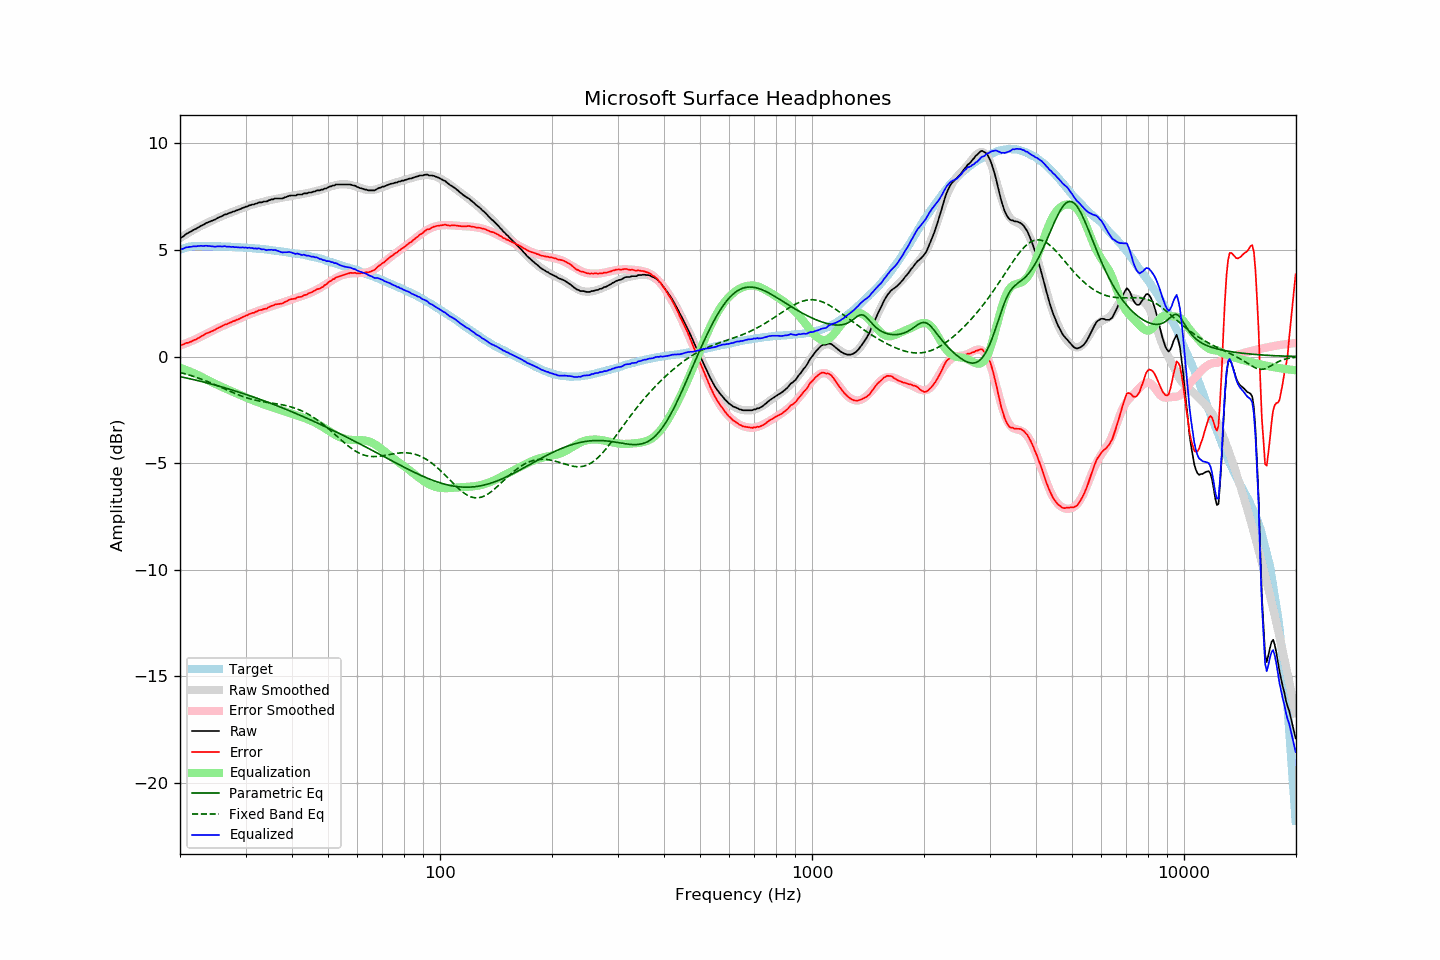 Microsoft Surface Headphones
10
5
0
−5
−10
−15
−20
Amplitude (dBr)
Target
Raw Smoothed
Error Smoothed
Raw
Error
Equalization
Parametric Eq
Fixed Band Eq
Equalized
100
1000
10000
Frequency (Hz)